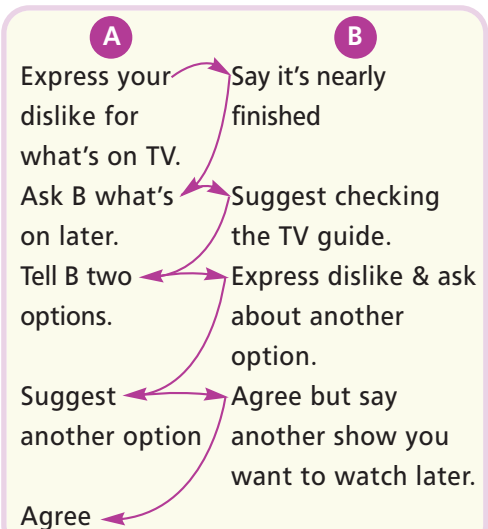 A
B
Express your
dislike for
what's on TV.
Say it's nearly
finished
Ask B what's
on later.
Suggest checking
the TV guide.
Tell B two
options.
Express dislike & ask
about another
option.
Suggest
another option
Agree but say
another show you
want to watch later.
Agree